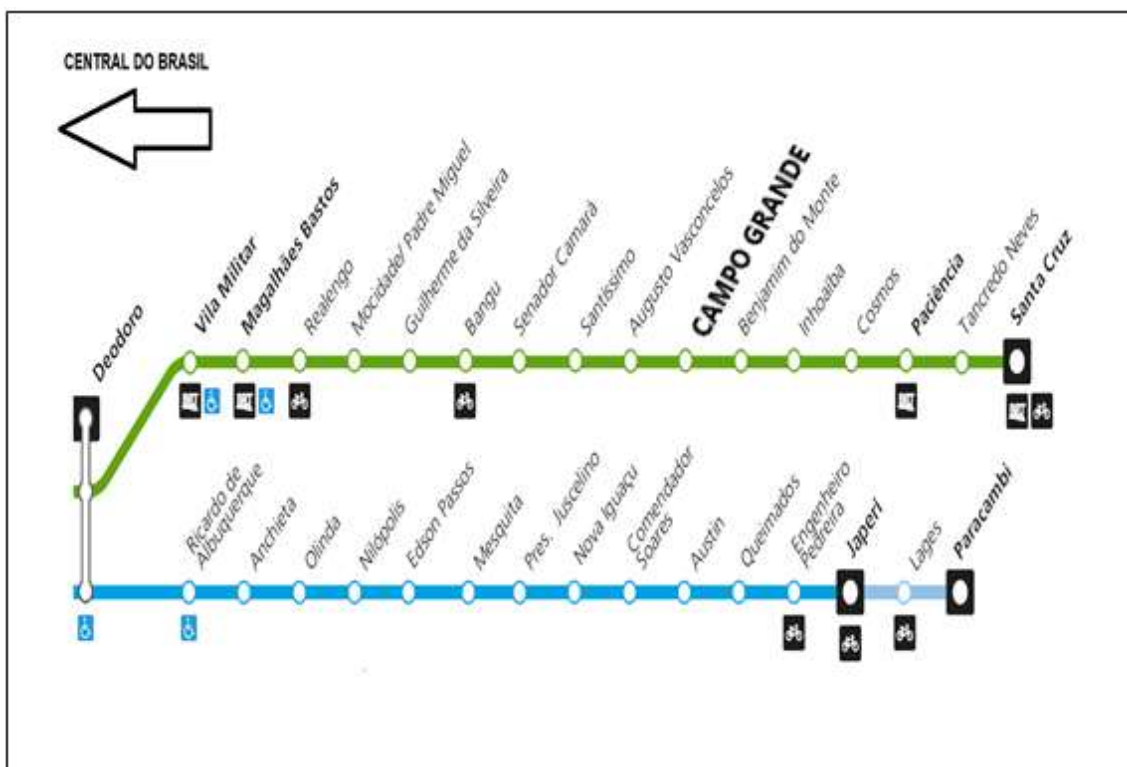 CENTRAL DO BRASIL
Deodoro
Vila Militar
Magalhães Bastos
Realengo
Mocidade/ Padre Miguel
Guilherme da Silveira
Bangu
Senador Camará
Santíssimo
Augusto Vasconcelos
CAMPO GRANDE
Benjamim do Monte
Inhoaíba
Cosmos
Paciência
Tancredo Neves
Santa Cruz
Ricardo de
Albuquerque
Anchieta
Olinda
Nilópolis
Edson Passos
Mesquita
Pres. Juscelino
Nova Iguaçu
Comendador
Soares
Austin
Queimados
Engenheiro
Pedreira
Japeri
Lages
Paracambi